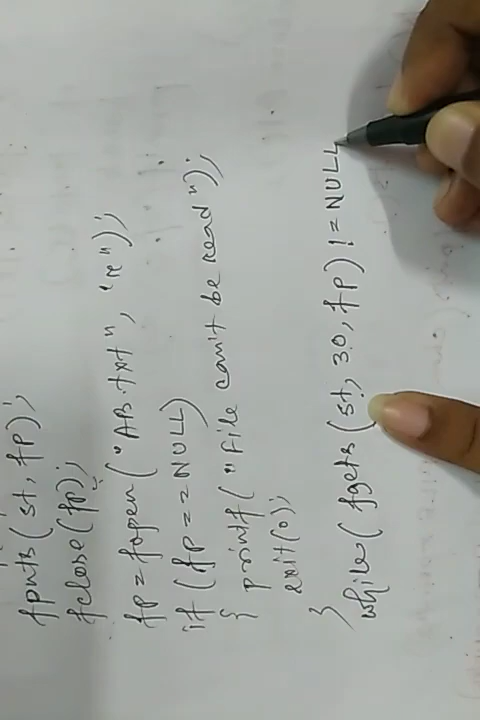 fputs(st, fp);
fclose(fp);
fp=fopen("AB.txt", "r");
if (fp==NULL)
{ printf("File can't be read");
exit(0);
}
while(fgets(st, 30, fp)!=NULL